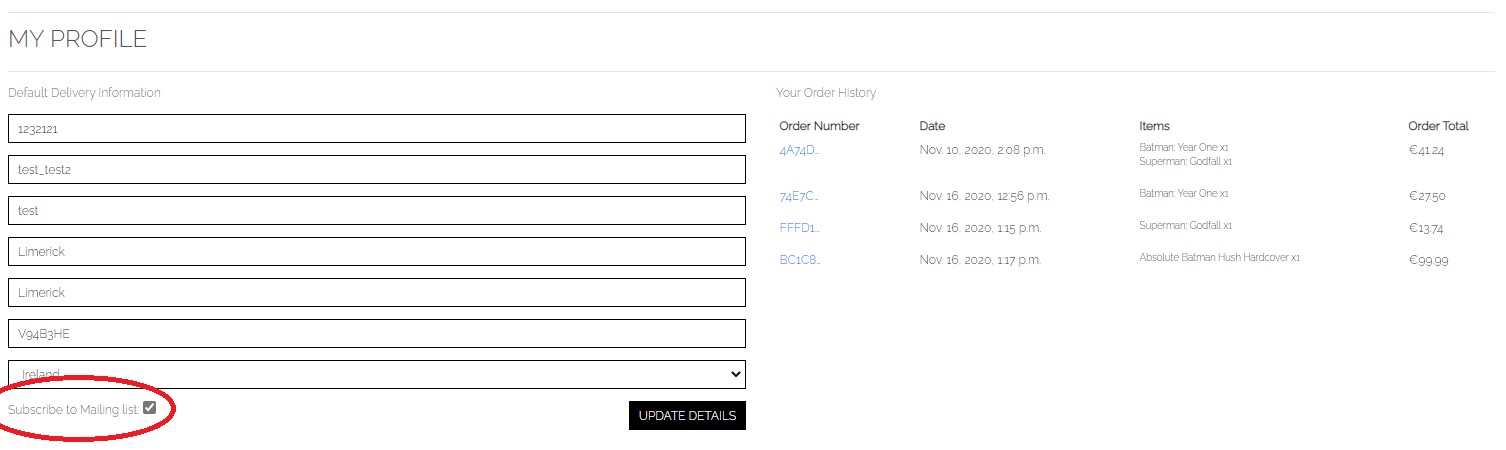 MY PROFILE
Default Delivery Information
1232121
test_test2
test
Limerick
Limerick
V94B3HE
Ireland
Subscribe to Mailing list:
UPDATE DETAILS
Your Order History
Order Number Date Items Order Total
4A74D... Nov. 10, 2020, 2:08 p.m. Batman: Year One x1 €41.24
Superman: Godfall x1
74E7C... Nov. 16, 2020, 12:56 p.m. Batman: Year One x1 €27.50
FFFD1... Nov. 16, 2020, 1:15 p.m. Superman: Godfall x1 €13.74
BC1C8... Nov. 16, 2020, 1:17 p.m. Absolute Batman Hush Hardcover x1 €99.99